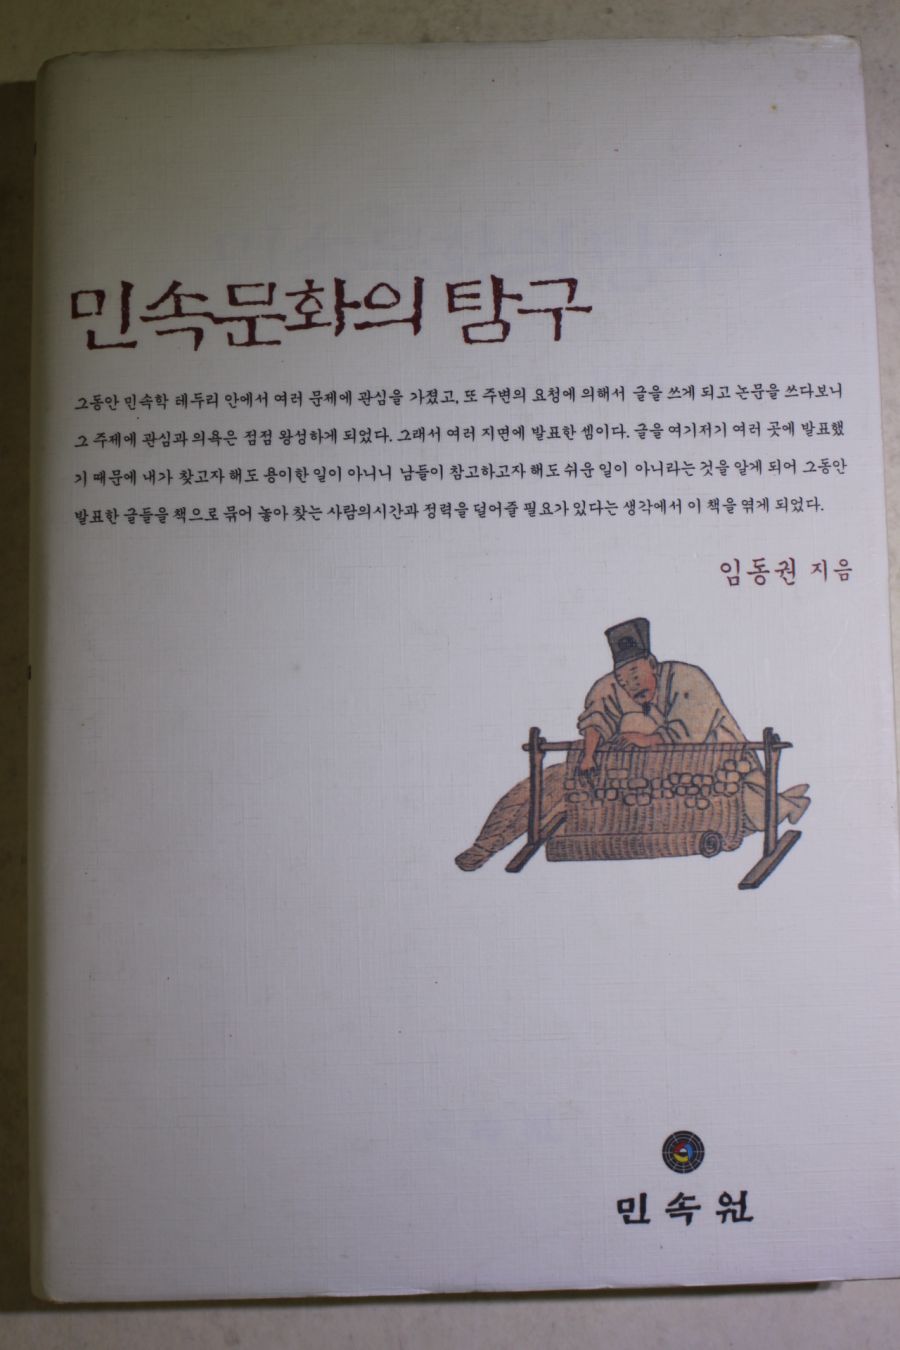 민속문화의 탐구
그동안 민속학 테두리 안에서 여러 문제에 관심을 가졌고, 또 주변의 요청에 의해서 글을 쓰게 되고 논문을 쓰다보니
그 주제에 관심과 의욕은 점점 왕성하게 되었다. 그래서 여러 지면에 발표한 셈이다. 글을 여기저기 여러 곳에 발표했
기 때문에 내가 찾고자 해도 용이한 일이 아니니 남들이 참고하고자 해도 쉬운 일이 아니라는 것을 알게 되어 그동안
발표한 글들을 책으로 묶어 놓아 찾는 사람의시간과 정력을 덜어줄 필요가 있다는 생각에서 이 책을 엮게 되었다.
임동권 지음
민속원